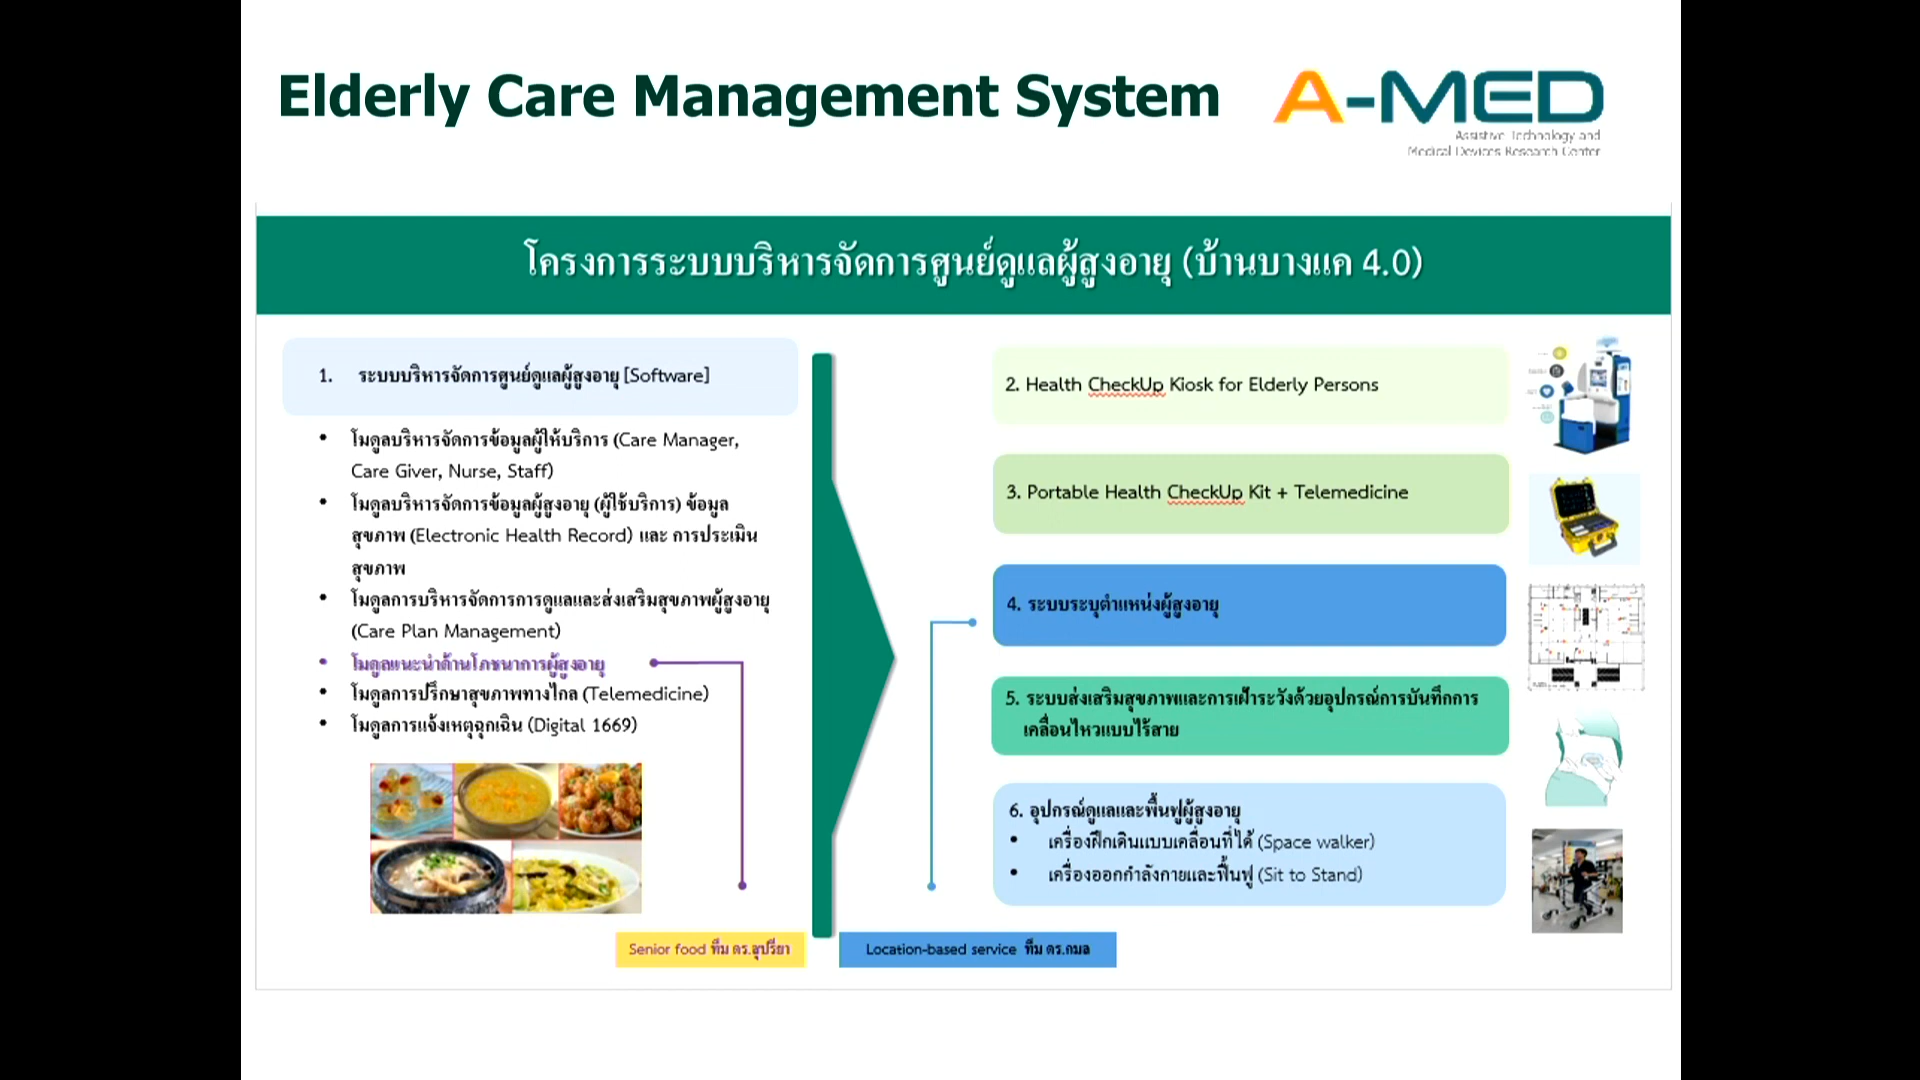 Elderly Care Management System
A-MED
Assistive Technology and
Medical Devices Research Center
โครงการระบบบริหารจัดการศูนย์ดูแลผู้สูงอายุ (บ้านบางแค 4.0)
1. ระบบบริหารจัดการศูนย์ดูแลผู้สูงอายุ [Software]
• โมดูลบริหารจัดการข้อมูลผู้ให้บริการ (Care Manager,
Care Giver, Nurse, Staff)
• โมดูลบริหารจัดการข้อมูลผู้สูงอายุ (ผู้ใช้บริการ) ข้อมูล
สุขภาพ (Electronic Health Record) และ การประเมิน
สุขภาพ
• โมดูลการบริหารจัดการการดูแลและส่งเสริมสุขภาพผู้สูงอายุ
(Care Plan Management)
• โมดูลแนะนำด้านโภชนาการผู้สูงอายุ
• โมดูลการปรึกษาสุขภาพทางไกล (Telemedicine)
• โมดูลการแจ้งเหตุฉุกเฉิน (Digital 1669)
Senior food ทีม ดร.สุปรียา
2. Health CheckUp Kiosk for Elderly Persons
3. Portable Health CheckUp Kit + Telemedicine
4. ระบบระบุตำแหน่งผู้สูงอายุ
5. ระบบส่งเสริมสุขภาพและการเฝ้าระวังด้วยอุปกรณ์การบันทึกการ
เคลื่อนไหวแบบไร้สาย
6. อุปกรณ์ดูแลและฟื้นฟูผู้สูงอายุ
• เครื่องฝึกเดินแบบเคลื่อนที่ได้ (Space walker)
• เครื่องออกกำลังกายและฟื้นฟู (Sit to Stand)
Location-based service ทีม ดร.กมล